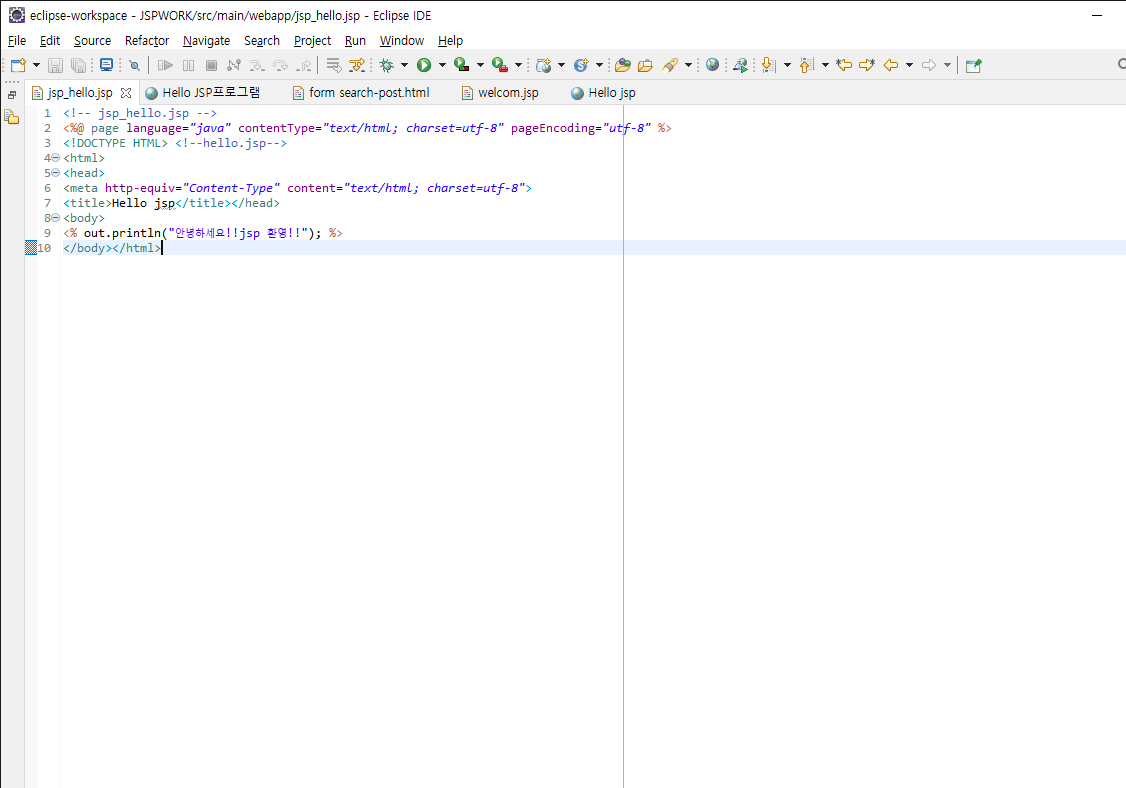 eclipse-workspace - JSPWORK/src/main/webapp/jsp_hello.jsp - Eclipse IDE
File Edit Source Refactor Navigate Search Project Run Window Help
jsp_hello.jsp Hello JSP프로그램 form search-post.html welcom.jsp Hello jsp
1 <!-- jsp_hello.jsp -->
2 <%@ page language="java" contentType="text/html; charset=utf-8" pageEncoding="utf-8" %>
3 <!DOCTYPE HTML> <!--hello.jsp-->
4 <html>
5 <head>
6 <meta http-equiv="Content-Type" content="text/html; charset=utf-8">
7 <title>Hello jsp</title></head>
8 <body>
9 <% out.println("안녕하세요!!jsp 환영!!"); %>
10 </body></html>